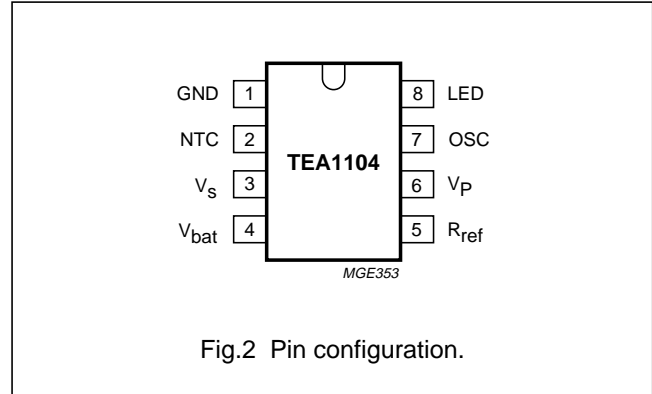 GND 1 8 LED
NTC 2 7 OSC
TEA1104
Vs 3 6 VP
Vbat 4 5 Rref
MGE353
Fig.2 Pin configuration.